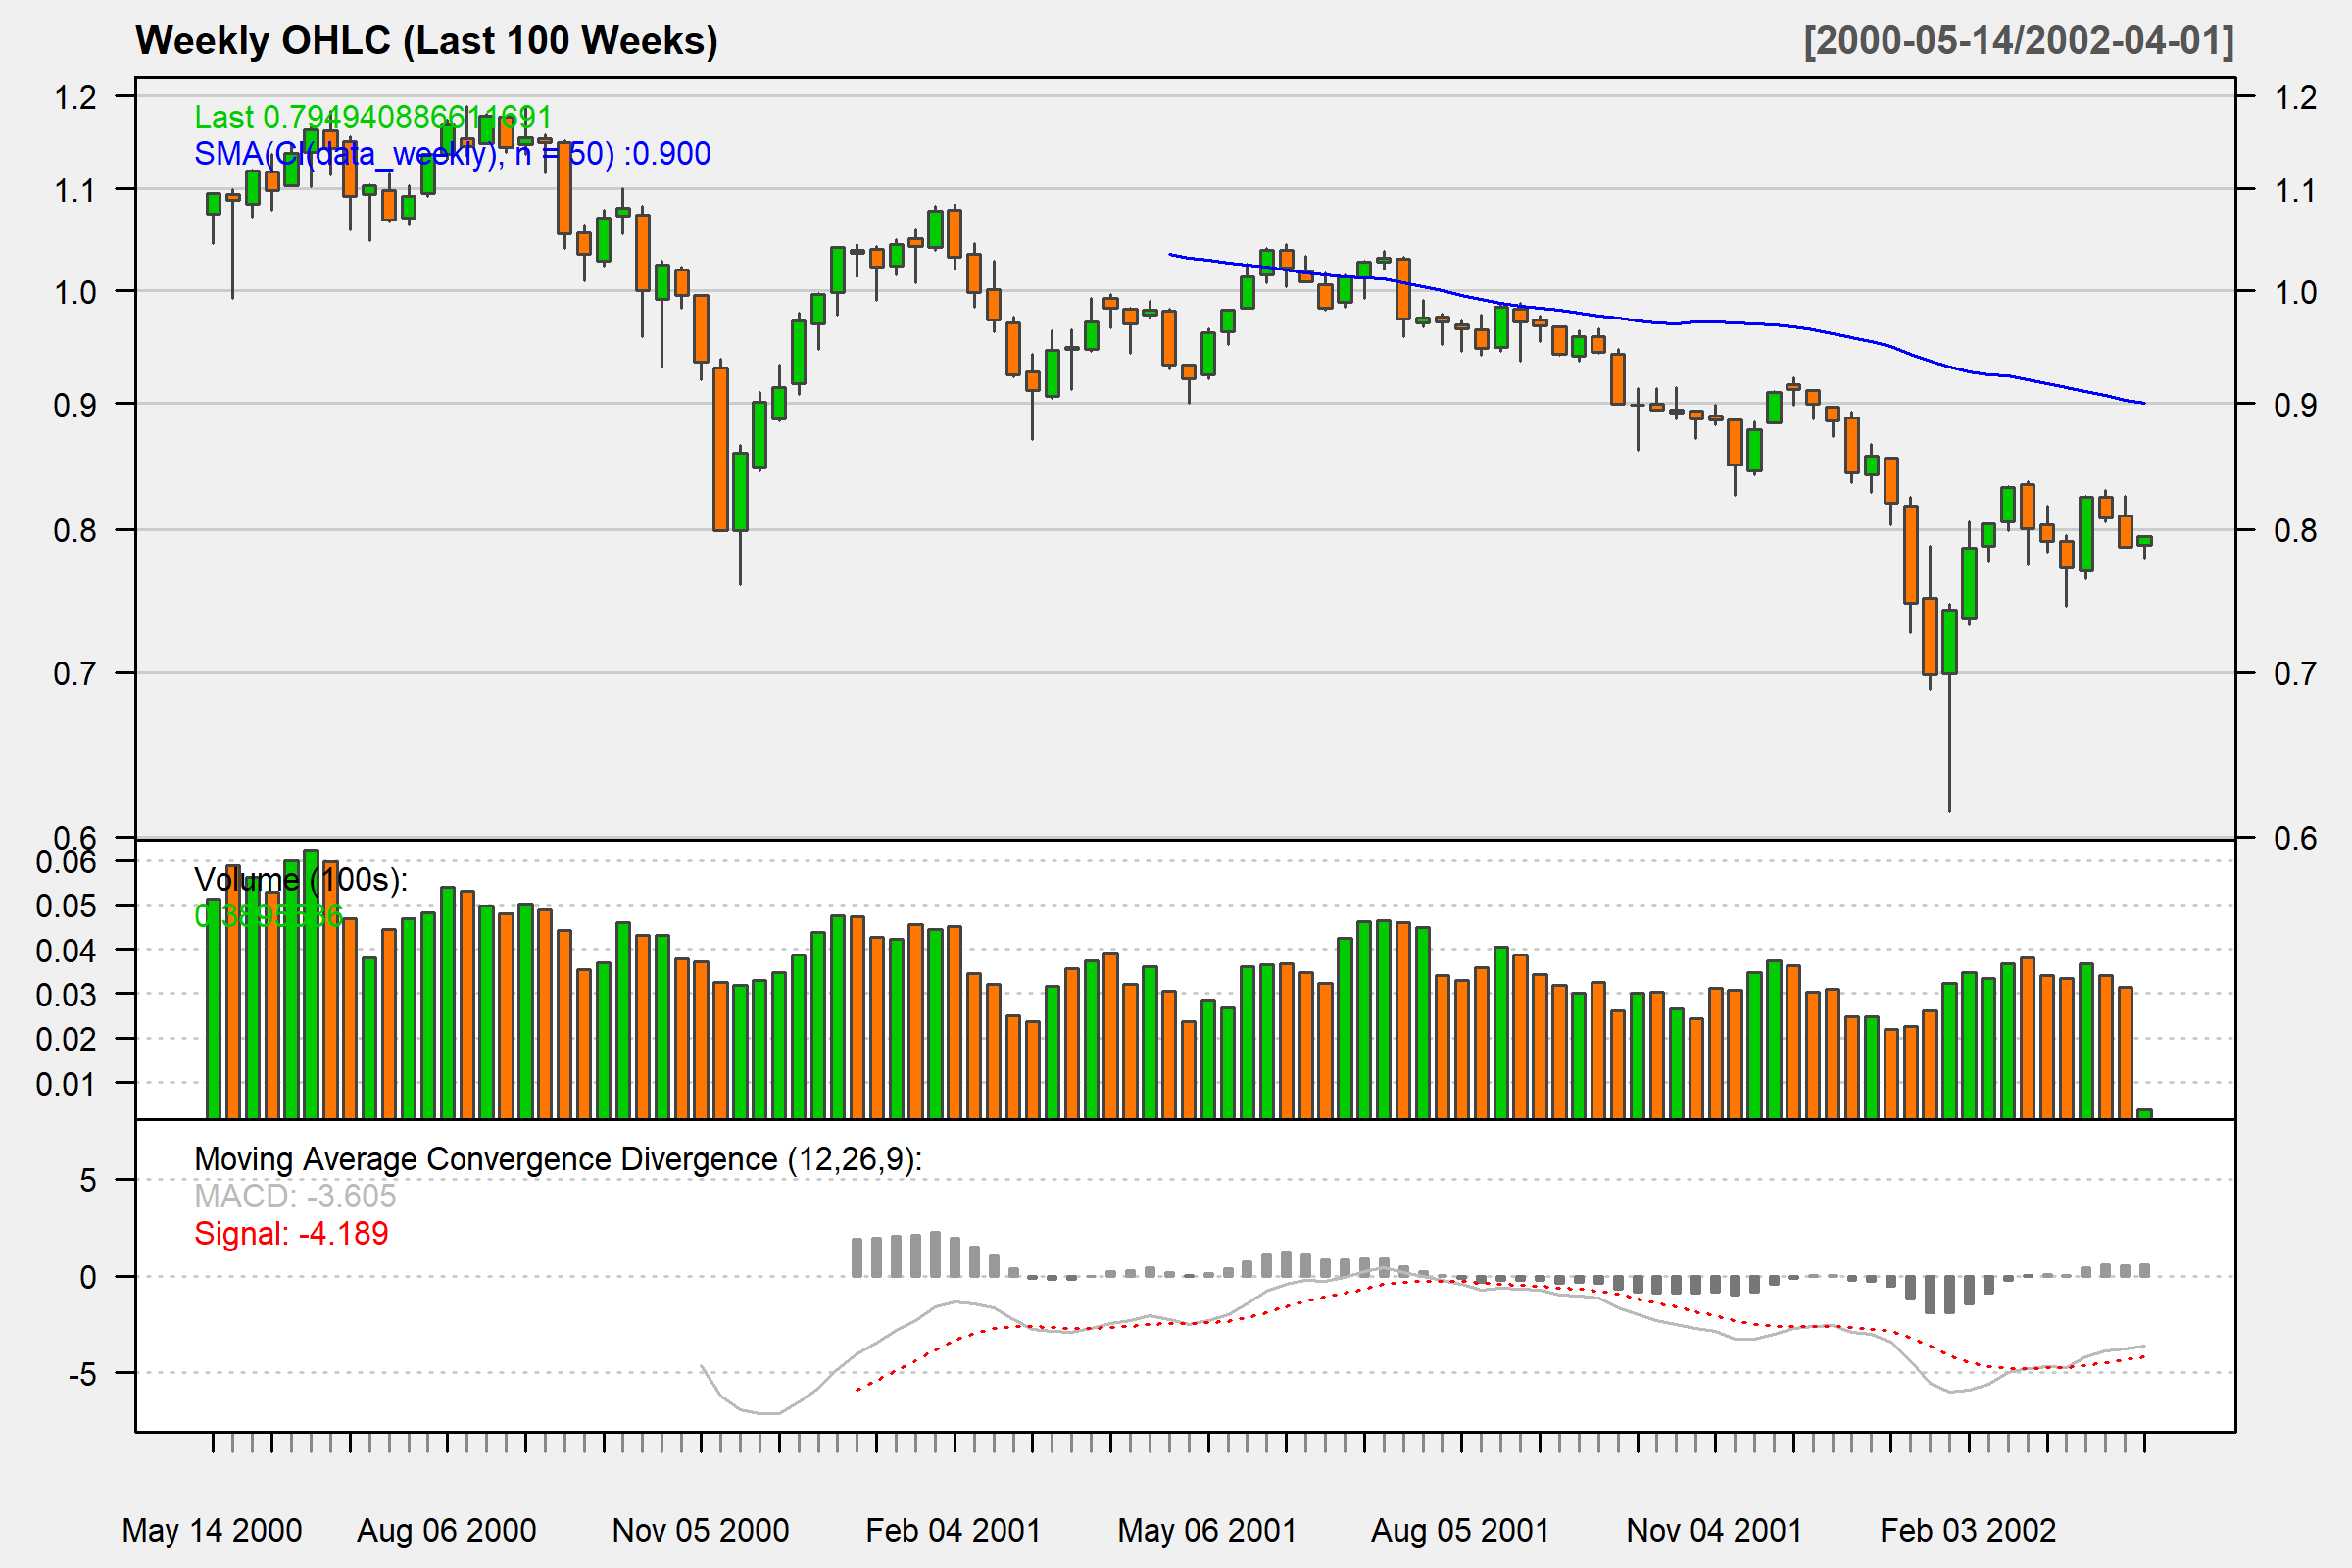 Weekly OHLC (Last 100 Weeks)
[2000-05-14/2002-04-01]
Last 0.794940886611691
SMA(Cl(data_weekly), n = 50) :0.900
1.2
1.1
1.0
0.9
0.8
0.7
0.6
1.2
1.1
1.0
0.9
0.8
0.7
0.6
Volume (100s):
0.06
0.05
0.04
0.03
0.02
0.01
Moving Average Convergence Divergence (12,26,9):
MACD: -3.605
Signal: -4.189
5
0
-5
May 14 2000
Aug 06 2000
Nov 05 2000
Feb 04 2001
May 06 2001
Aug 05 2001
Nov 04 2001
Feb 03 2002